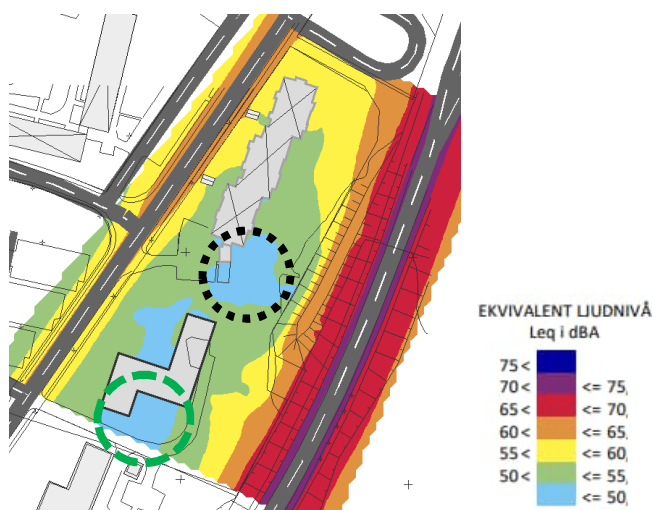 EKVIVALENT LJUDNIVÅ
Leq i dBA
75<
70< <= 75,
65< <= 70,
60< <= 65,
55< <= 60,
50< <= 55,
<= 50,